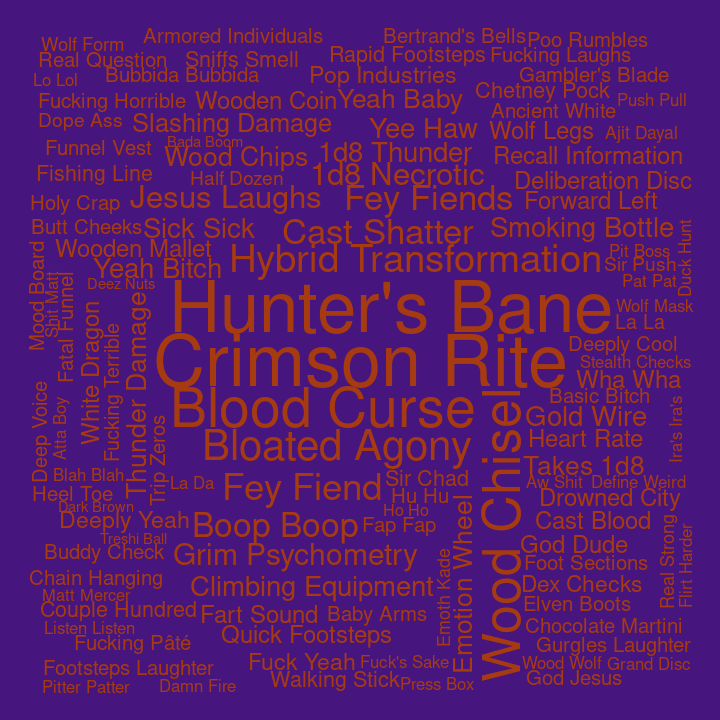 Armored Individuals
Bertrand's Bells
Poo Rumbles
Wolf Form
Real Question
Sniffs Smell
Rapid Footsteps
Fucking Laughs
Lo Lol
Bubbida Bubbida
Pop Industries
Gambler's Blade
Fucking Horrible
Wooden Coin
Yeah Baby
Chetney Pock
Push Pull
Dope Ass
Slashing Damage
Yee Haw
Ancient White
Wolf Legs
Ajit Dayal
Bada Boom
Funnel Vest
Wood Chips
1d8 Thunder
Recall Information
Fishing Line
Half Dozen
1d8 Necrotic
Deliberation Disc
Holy Crap
Jesus Laughs
Fey Fiends
Forward Left
Butt Cheeks
Sick Sick
Cast Shatter
Smoking Bottle
Duck Hunt
Wooden Mallet
Yeah Bitch
Hybrid Transformation
Pit Boss
Sir Push
Pat Pat
Mood Board
Shit Matt
Fatal Funnel
Deez Nuts
Hunter's Bane
Wolf Mask
La La
White Dragon
Fucking Terrible
Thunder Damage
Crimson Rite
Deeply Cool
Stealth Checks
Wha Wha
Deep Voice
Atta Boy
Trip Zeros
Blood Curse
Wood Chisel
Basic Bitch
Gold Wire
Ira's Ira's
Bloated Agony
Heart Rate
Blah Blah
La Da
Fey Fiend
Sir Chad
Takes 1d8
Aw Shit
Define Weird
Heel Toe
Hu Hu
Drowned City
Dark Brown
Ho Ho
Deeply Yeah
Boop Boop
Fap Fap
Emotion Wheel
Cast Blood
Treshi Ball
Buddy Check
Grim Psychometry
God Dude
Real Strong
Flirt Harder
Foot Sections
Chain Hanging
Climbing Equipment
Emoth Kade
Dex Checks
Matt Mercer
Couple Hundred
Fart Sound
Baby Arms
Elven Boots
Listen Listen
Quick Footsteps
Chocolate Martini
Fucking Pâté
Gurgles Laughter
Footsteps Laughter
Fuck Yeah
Fuck's Sake
Wood Wolf
Grand Disc
Pitter Patter
Damn Fire
Walking Stick
Press Box
God Jesus